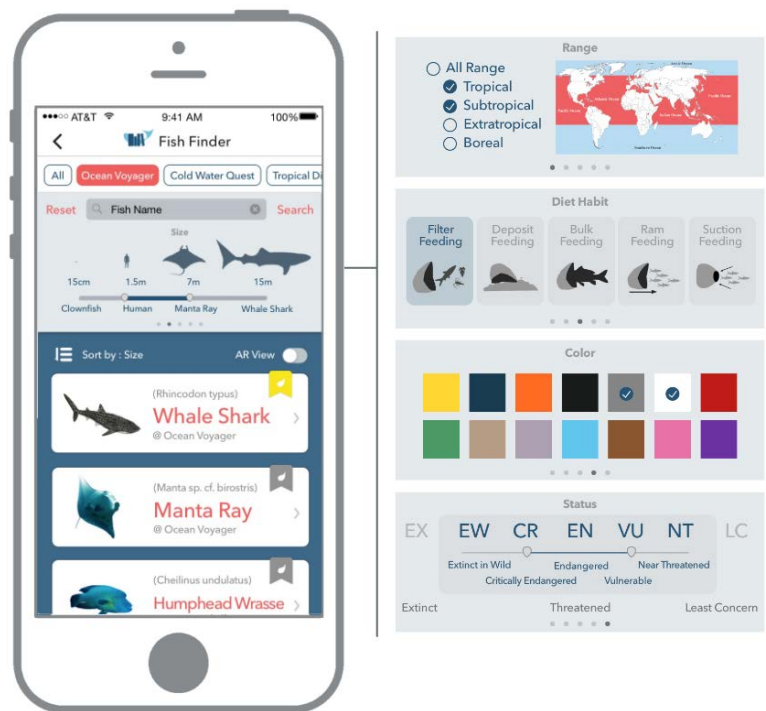 AT&T 9:41 AM 100%
Fish Finder
All Ocean Voyager Cold Water Quest Tropical Di
Reset Fish Name Search
Size
15cm 1.5m 7m 15m
Clownfish Human Manta Ray Whale Shark
Sort by : Size AR View
(Rhincodon typus)
Whale Shark
@ Ocean Voyager
(Manta sp. cf. birostris)
Manta Ray
@ Ocean Voyager
(Cheilinus undulatus)
Humphead Wrasse
Range
All Range
Tropical
Subtropical
Extratropical
Boreal
Diet Habit
Filter Feeding
Deposit Feeding
Bulk Feeding
Ram Feeding
Suction Feeding
Color
Status
EX EW CR EN VU NT LC
Extinct in Wild Endangered Near Threatened
Critically Endangered Vulnerable
Extinct Threatened Least Concern